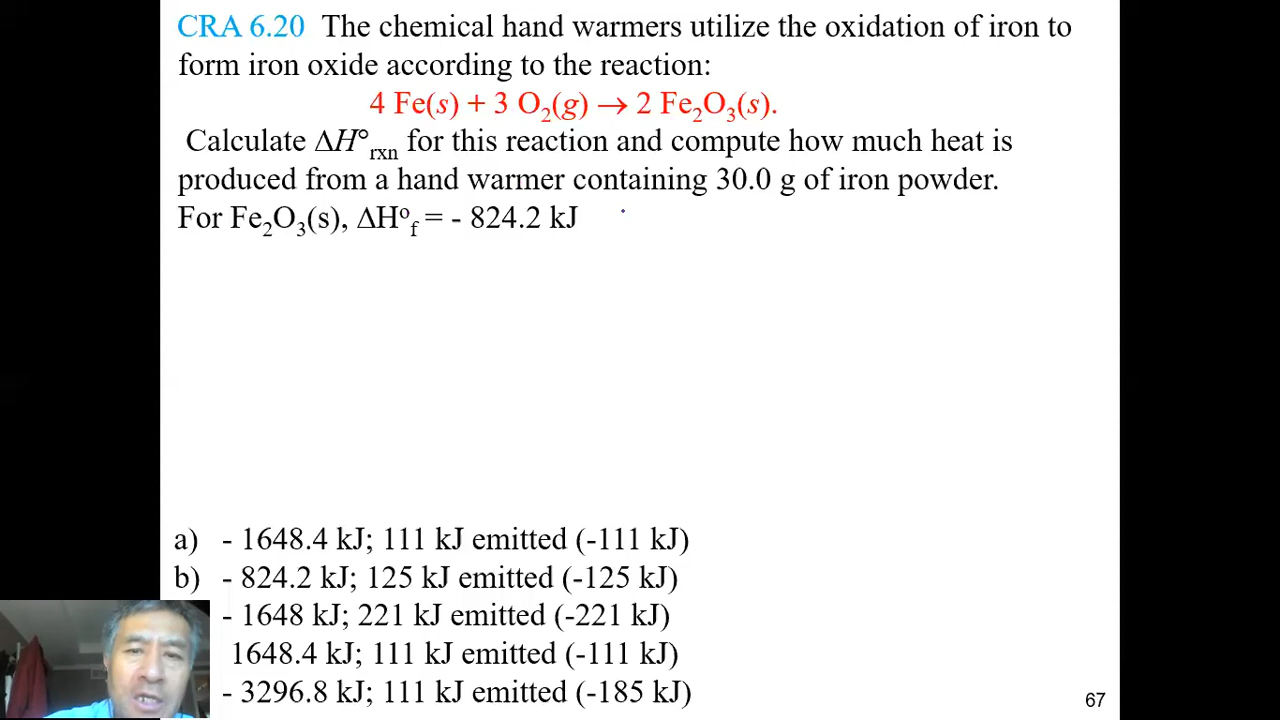 CRA 6.20 The chemical hand warmers utilize the oxidation of iron to
form iron oxide according to the reaction:
4 Fe(s) + 3 O₂(g) → 2 Fe₂O₃(s).
Calculate ΔH°rxn for this reaction and compute how much heat is
produced from a hand warmer containing 30.0 g of iron powder.
For Fe₂O₃(s), ΔHᵒf = - 824.2 kJ
a) - 1648.4 kJ; 111 kJ emitted (-111 kJ)
b) - 824.2 kJ; 125 kJ emitted (-125 kJ)
- 1648 kJ; 221 kJ emitted (-221 kJ)
1648.4 kJ; 111 kJ emitted (-111 kJ)
- 3296.8 kJ; 111 kJ emitted (-185 kJ)
67